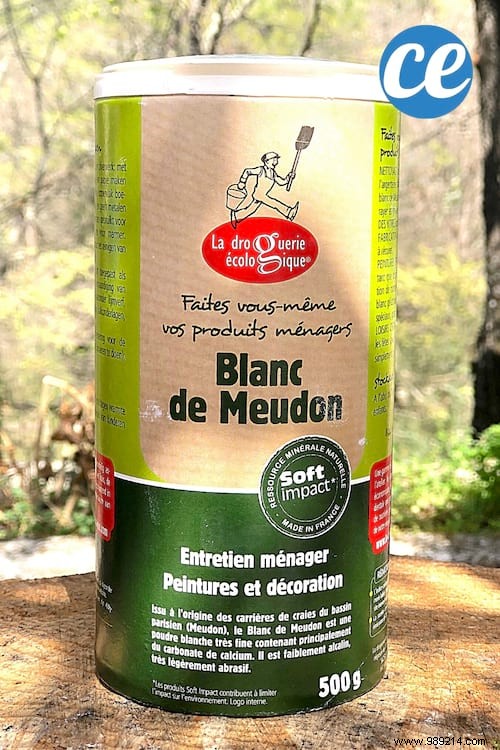 ce
La droguerie
écologique®
Faites vous-même
vos produits ménagers
Blanc
de Meudon
RESSOURCE MINÉRALE NATURELLE
Soft
impact*
MADE IN FRANCE
Entretien ménager
Peintures et décoration
Issu à l'origine des carrières de craies du bassin
parisien (Meudon), le Blanc de Meudon est une
poudre blanche très fine contenant principalement
du carbonate de calcium. Il est faiblement alcalin,
très légèrement abrasif.
*Les produits Soft Impact contribuent à limiter
l'impact sur l'environnement. Logo interne.
500g
www.989214.com